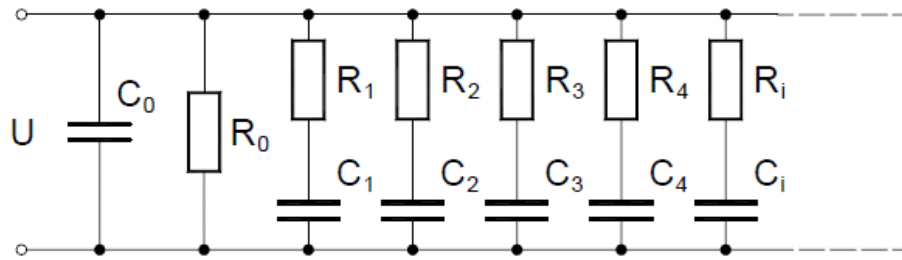 U C₀ R₀ R₁ R₂ R₃ R₄ Rᵢ
C₁ C₂ C₃ C₄ Cᵢ